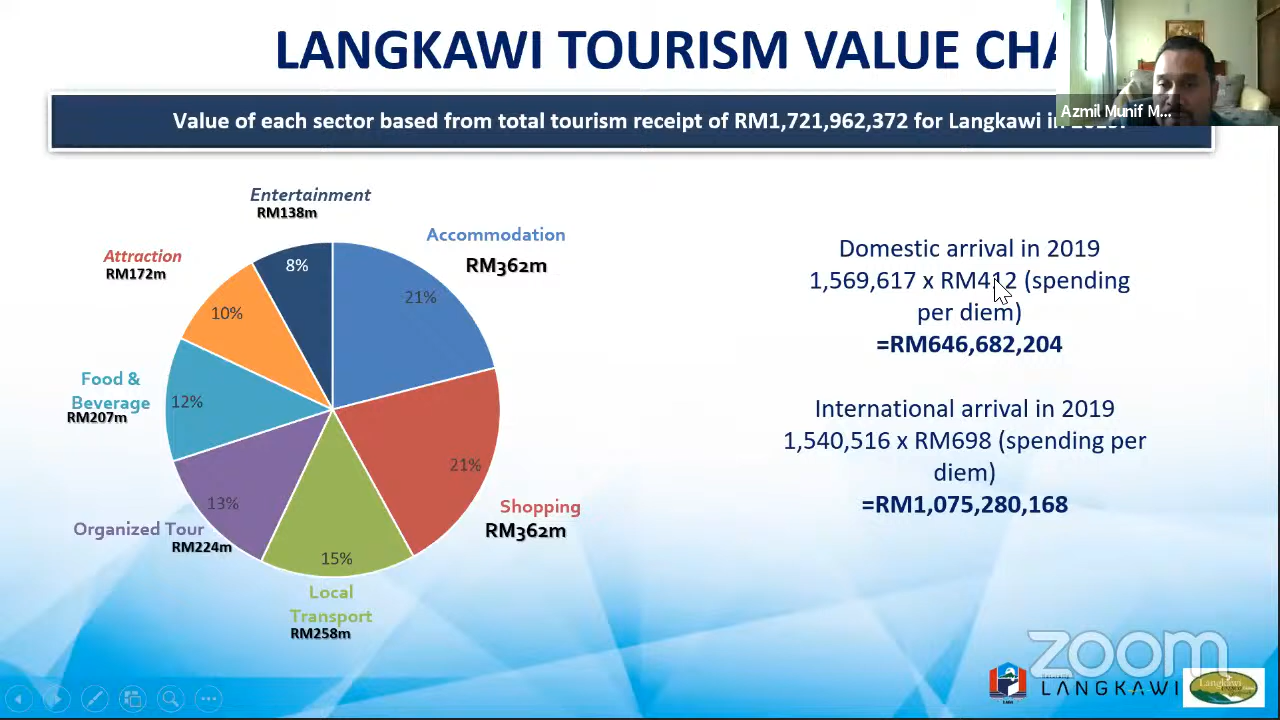 LANGKAWI TOURISM VALUE CHA
Azmil Munif M...
Value of each sector based from total tourism receipt of RM1,721,962,372 for Langkawi in
Entertainment
RM138m
Accommodation
RM362m
Attraction
RM172m
8%
21%
10%
Food &
Beverage
RM207m
12%
21%
Shopping
RM362m
13%
Organized Tour
RM224m
15%
Local
Transport
RM258m
Domestic arrival in 2019
1,569,617 x RM412 (spending
per diem)
=RM646,682,204
International arrival in 2019
1,540,516 x RM698 (spending per
diem)
=RM1,075,280,168
zoom
LANGKAWI
Langkawi